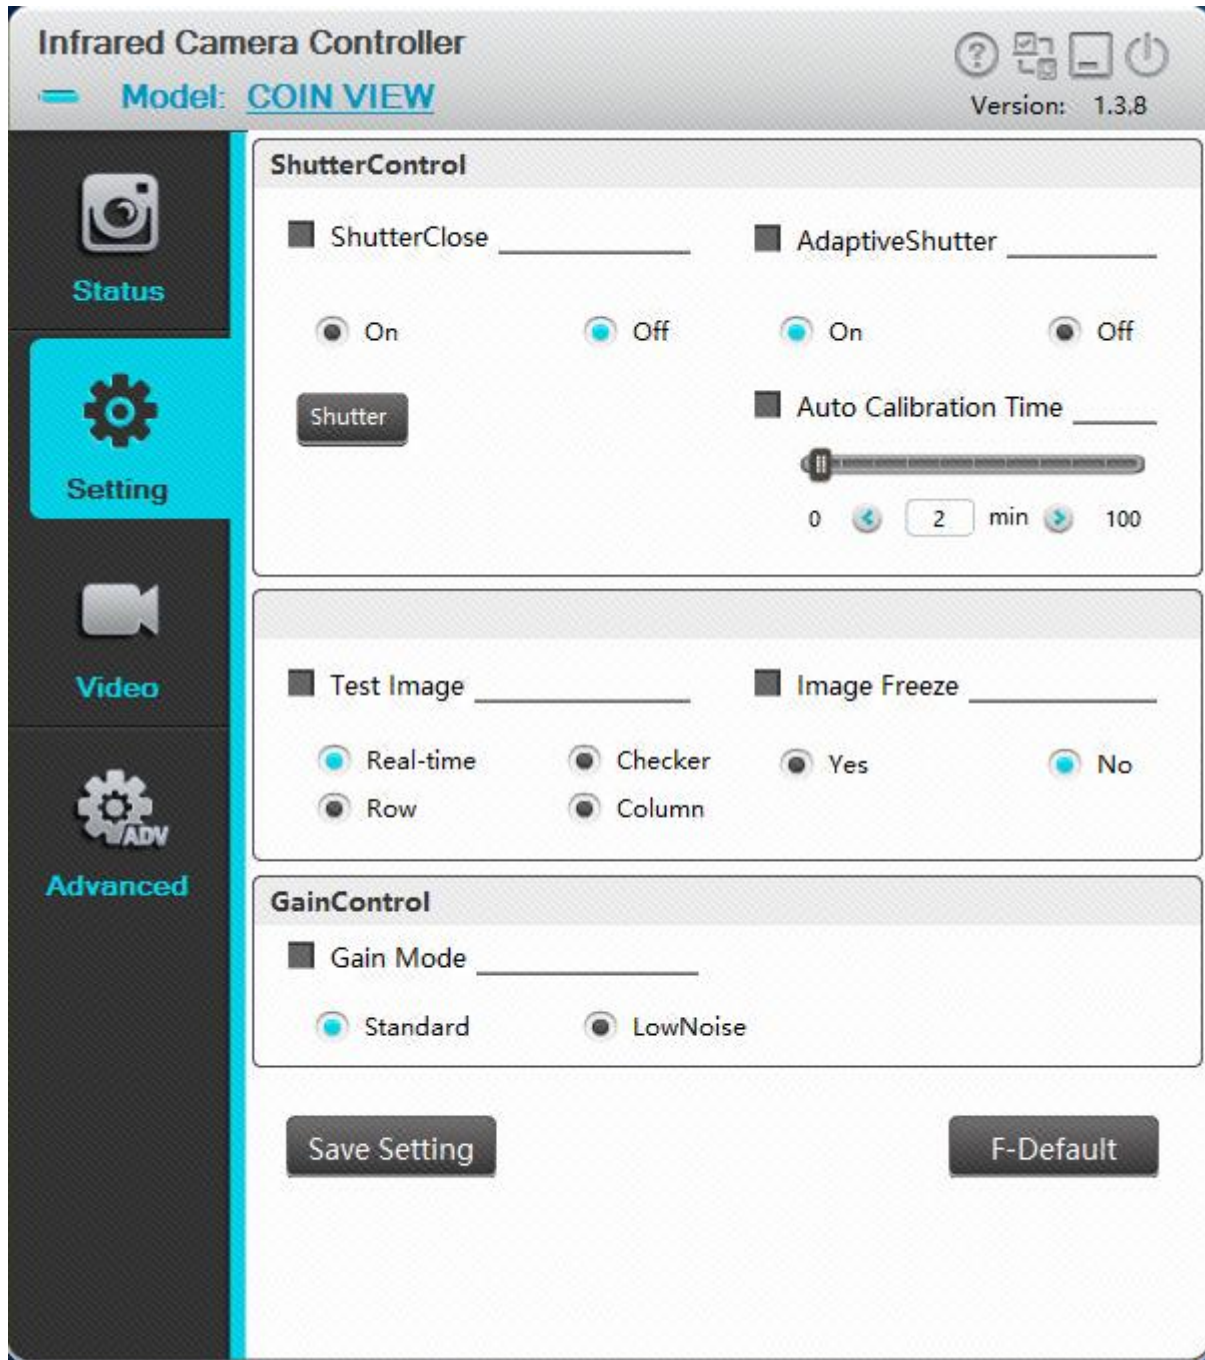 Infrared Camera Controller
Model: COIN VIEW
Version: 1.3.8
Status
Setting
Video
ADV
Advanced
ShutterControl
ShutterClose AdaptiveShutter
On Off On Off
Shutter
Auto Calibration Time
0 2 min 100
Test Image Image Freeze
Real-time Checker Yes No
Row Column
GainControl
Gain Mode
Standard LowNoise
Save Setting F-Default